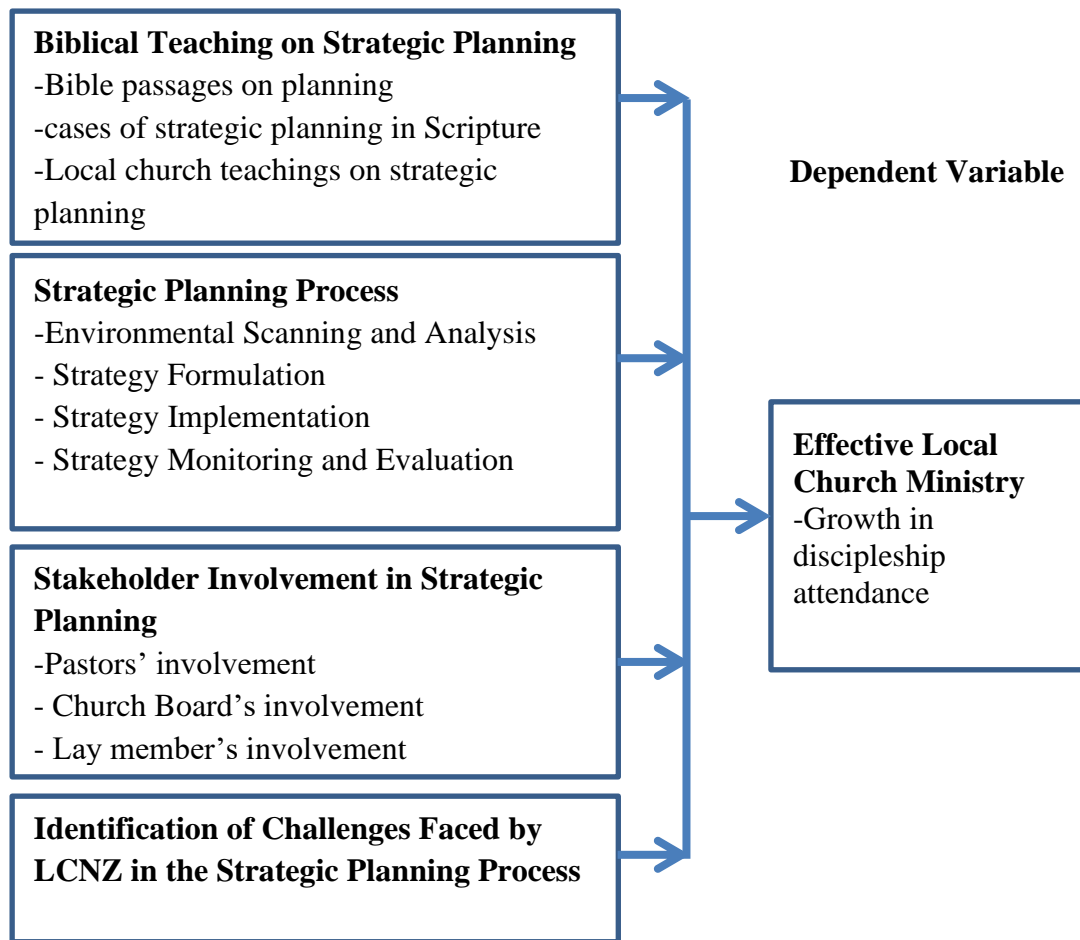 Biblical Teaching on Strategic Planning
-Bible passages on planning
-cases of strategic planning in Scripture
-Local church teachings on strategic
planning
Dependent Variable
Strategic Planning Process
-Environmental Scanning and Analysis
- Strategy Formulation
- Strategy Implementation
- Strategy Monitoring and Evaluation
Effective Local
Church Ministry
-Growth in
discipleship
attendance
Stakeholder Involvement in Strategic
Planning
-Pastors’ involvement
- Church Board’s involvement
- Lay member’s involvement
Identification of Challenges Faced by
LCNZ in the Strategic Planning Process